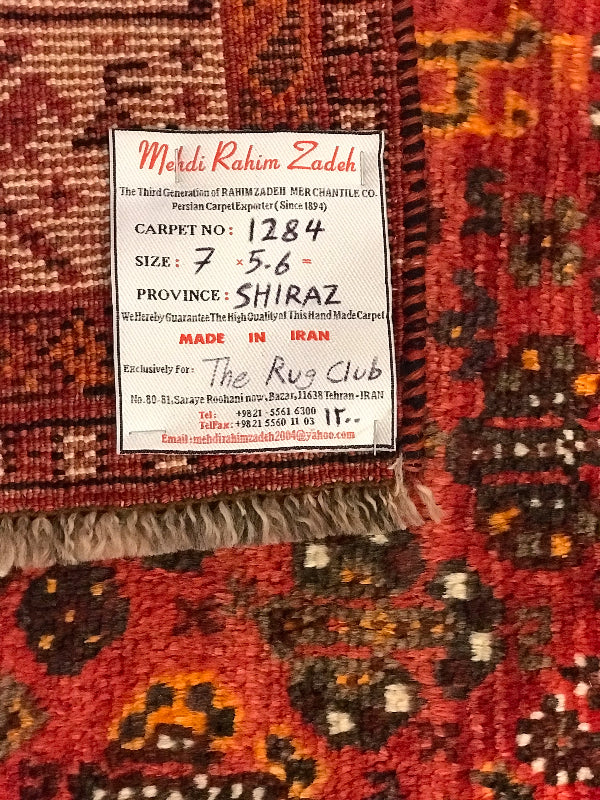 Mehdi Rahim Zadeh
The Third Generation of RAHIMZADEH MERCHANTILE CO.
Persian Carpet Exporter ( Since 1894)
CARPET NO: 1284
SIZE: 7 × 5.6 =
PROVINCE: SHIRAZ
We Hereby Guarantee The High Quality of This Hand Made Carpet
MADE IN IRAN
Exclusively For: The Rug Club
No. 80-81, Saraye Roohani now, Bazar, 11638 Tehran - IRAN
Tel: +9821 - 5561 6300
TelFax: +9821 5560 11 03 ۱۲۰۰
Email: mehdirahimzadeh2004@yahoo.com